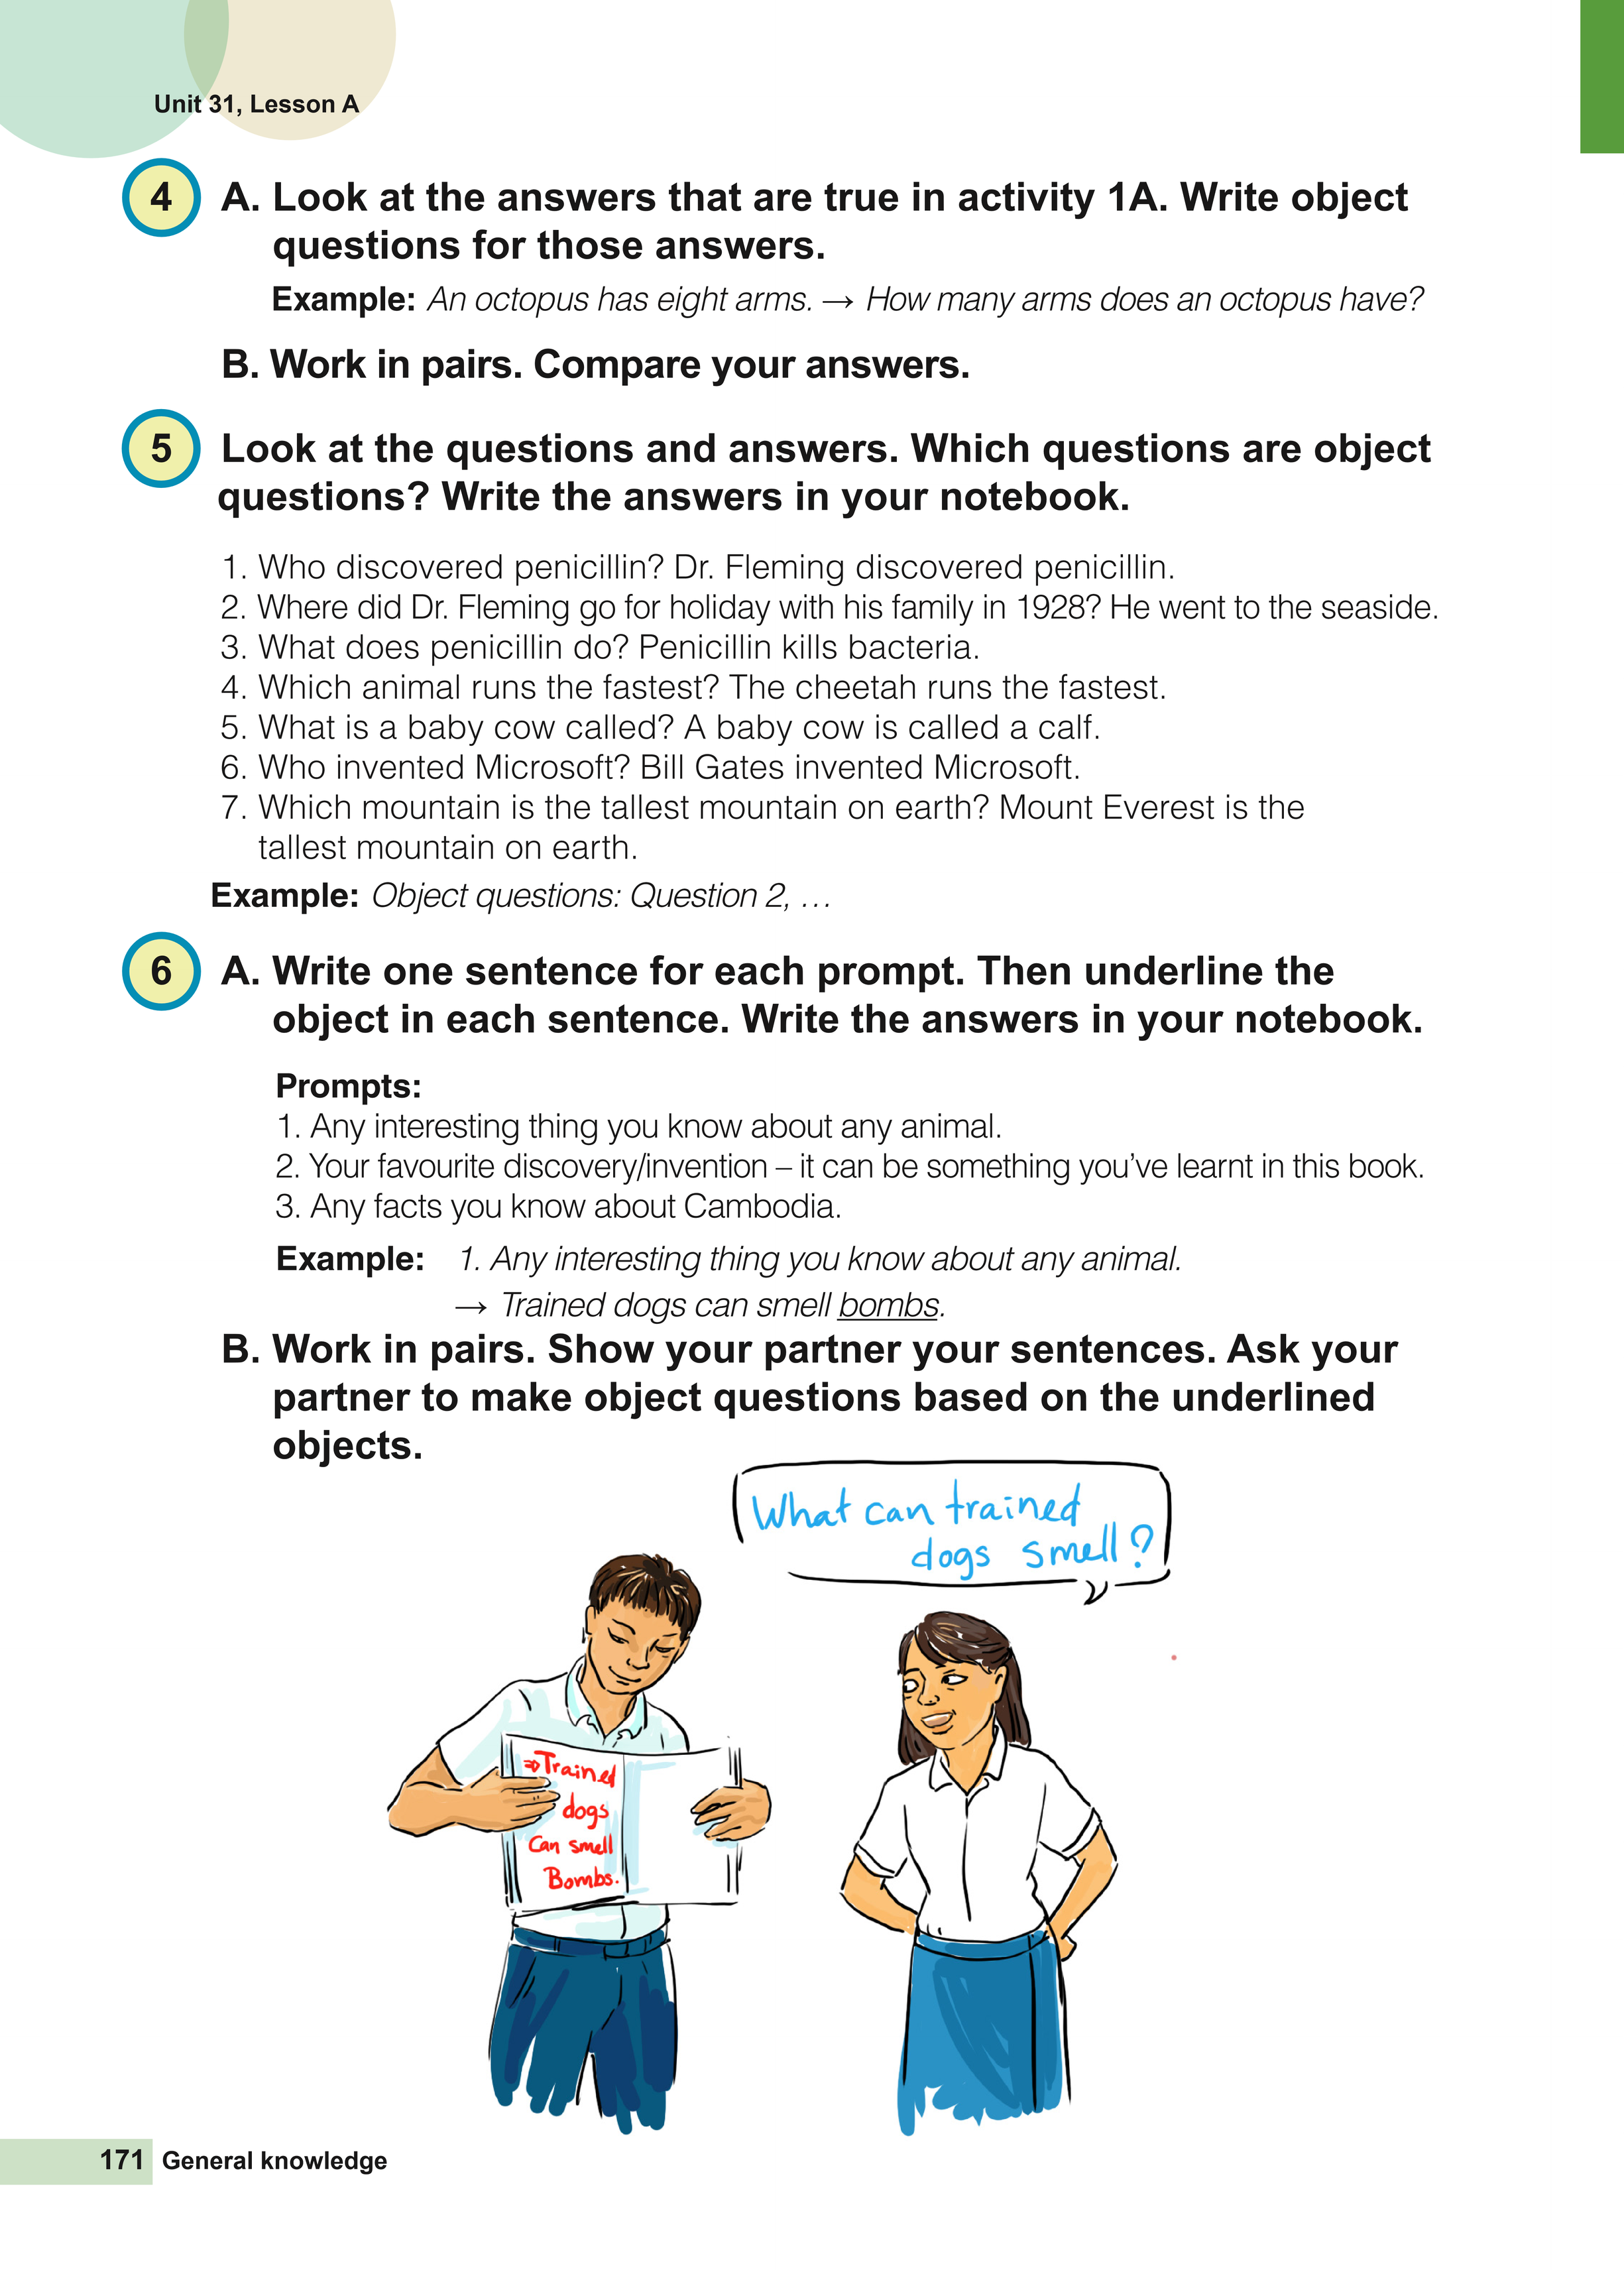 Unit 31, Lesson A
4 A. Look at the answers that are true in activity 1A. Write object
questions for those answers.
Example: An octopus has eight arms. → How many arms does an octopus have?
B. Work in pairs. Compare your answers.
5 Look at the questions and answers. Which questions are object
questions? Write the answers in your notebook.
1. Who discovered penicillin? Dr. Fleming discovered penicillin.
2. Where did Dr. Fleming go for holiday with his family in 1928? He went to the seaside.
3. What does penicillin do? Penicillin kills bacteria.
4. Which animal runs the fastest? The cheetah runs the fastest.
5. What is a baby cow called? A baby cow is called a calf.
6. Who invented Microsoft? Bill Gates invented Microsoft.
7. Which mountain is the tallest mountain on earth? Mount Everest is the
tallest mountain on earth.
Example: Object questions: Question 2, …
6 A. Write one sentence for each prompt. Then underline the
object in each sentence. Write the answers in your notebook.
Prompts:
1. Any interesting thing you know about any animal.
2. Your favourite discovery/invention – it can be something you’ve learnt in this book.
3. Any facts you know about Cambodia.
Example: 1. Any interesting thing you know about any animal.
→ Trained dogs can smell bombs.
B. Work in pairs. Show your partner your sentences. Ask your
partner to make object questions based on the underlined
objects.
What can trained
dogs smell?
⇒Trained
dogs
Can smell
Bombs.
171 General knowledge